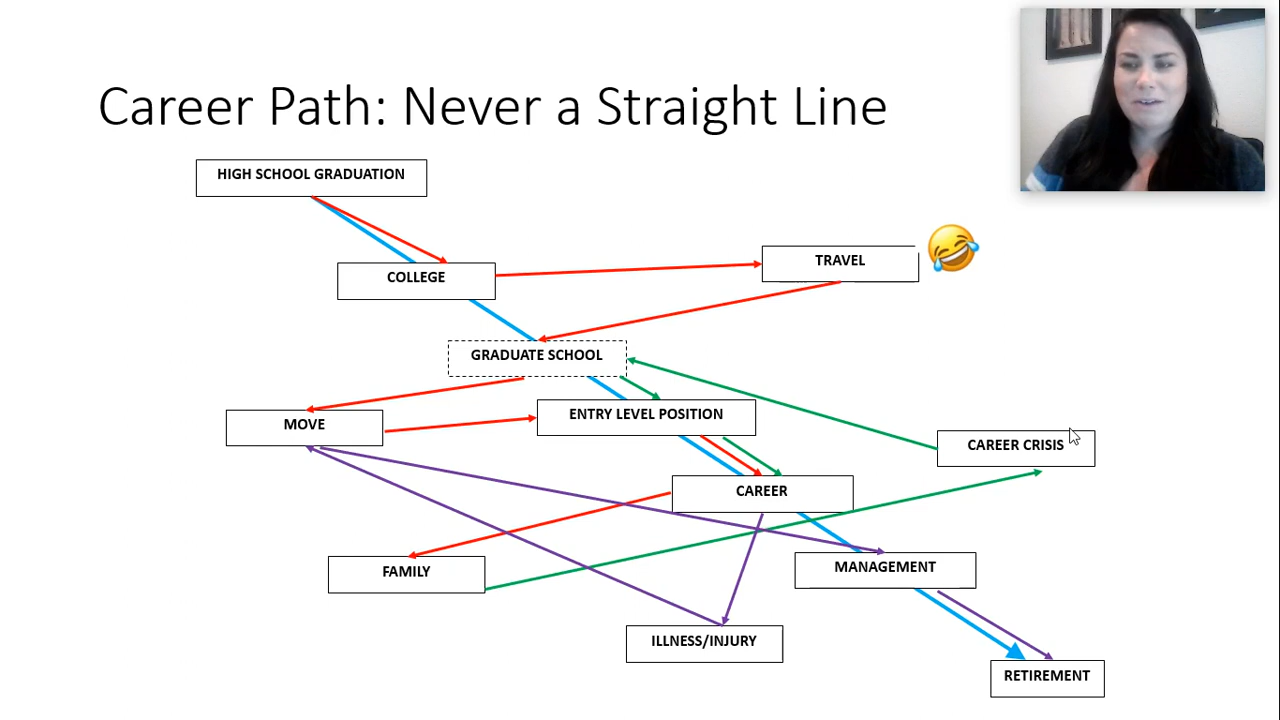 Career Path: Never a Straight Line
HIGH SCHOOL GRADUATION
COLLEGE
TRAVEL
GRADUATE SCHOOL
MOVE
ENTRY LEVEL POSITION
CAREER CRISIS
CAREER
FAMILY
MANAGEMENT
ILLNESS/INJURY
RETIREMENT